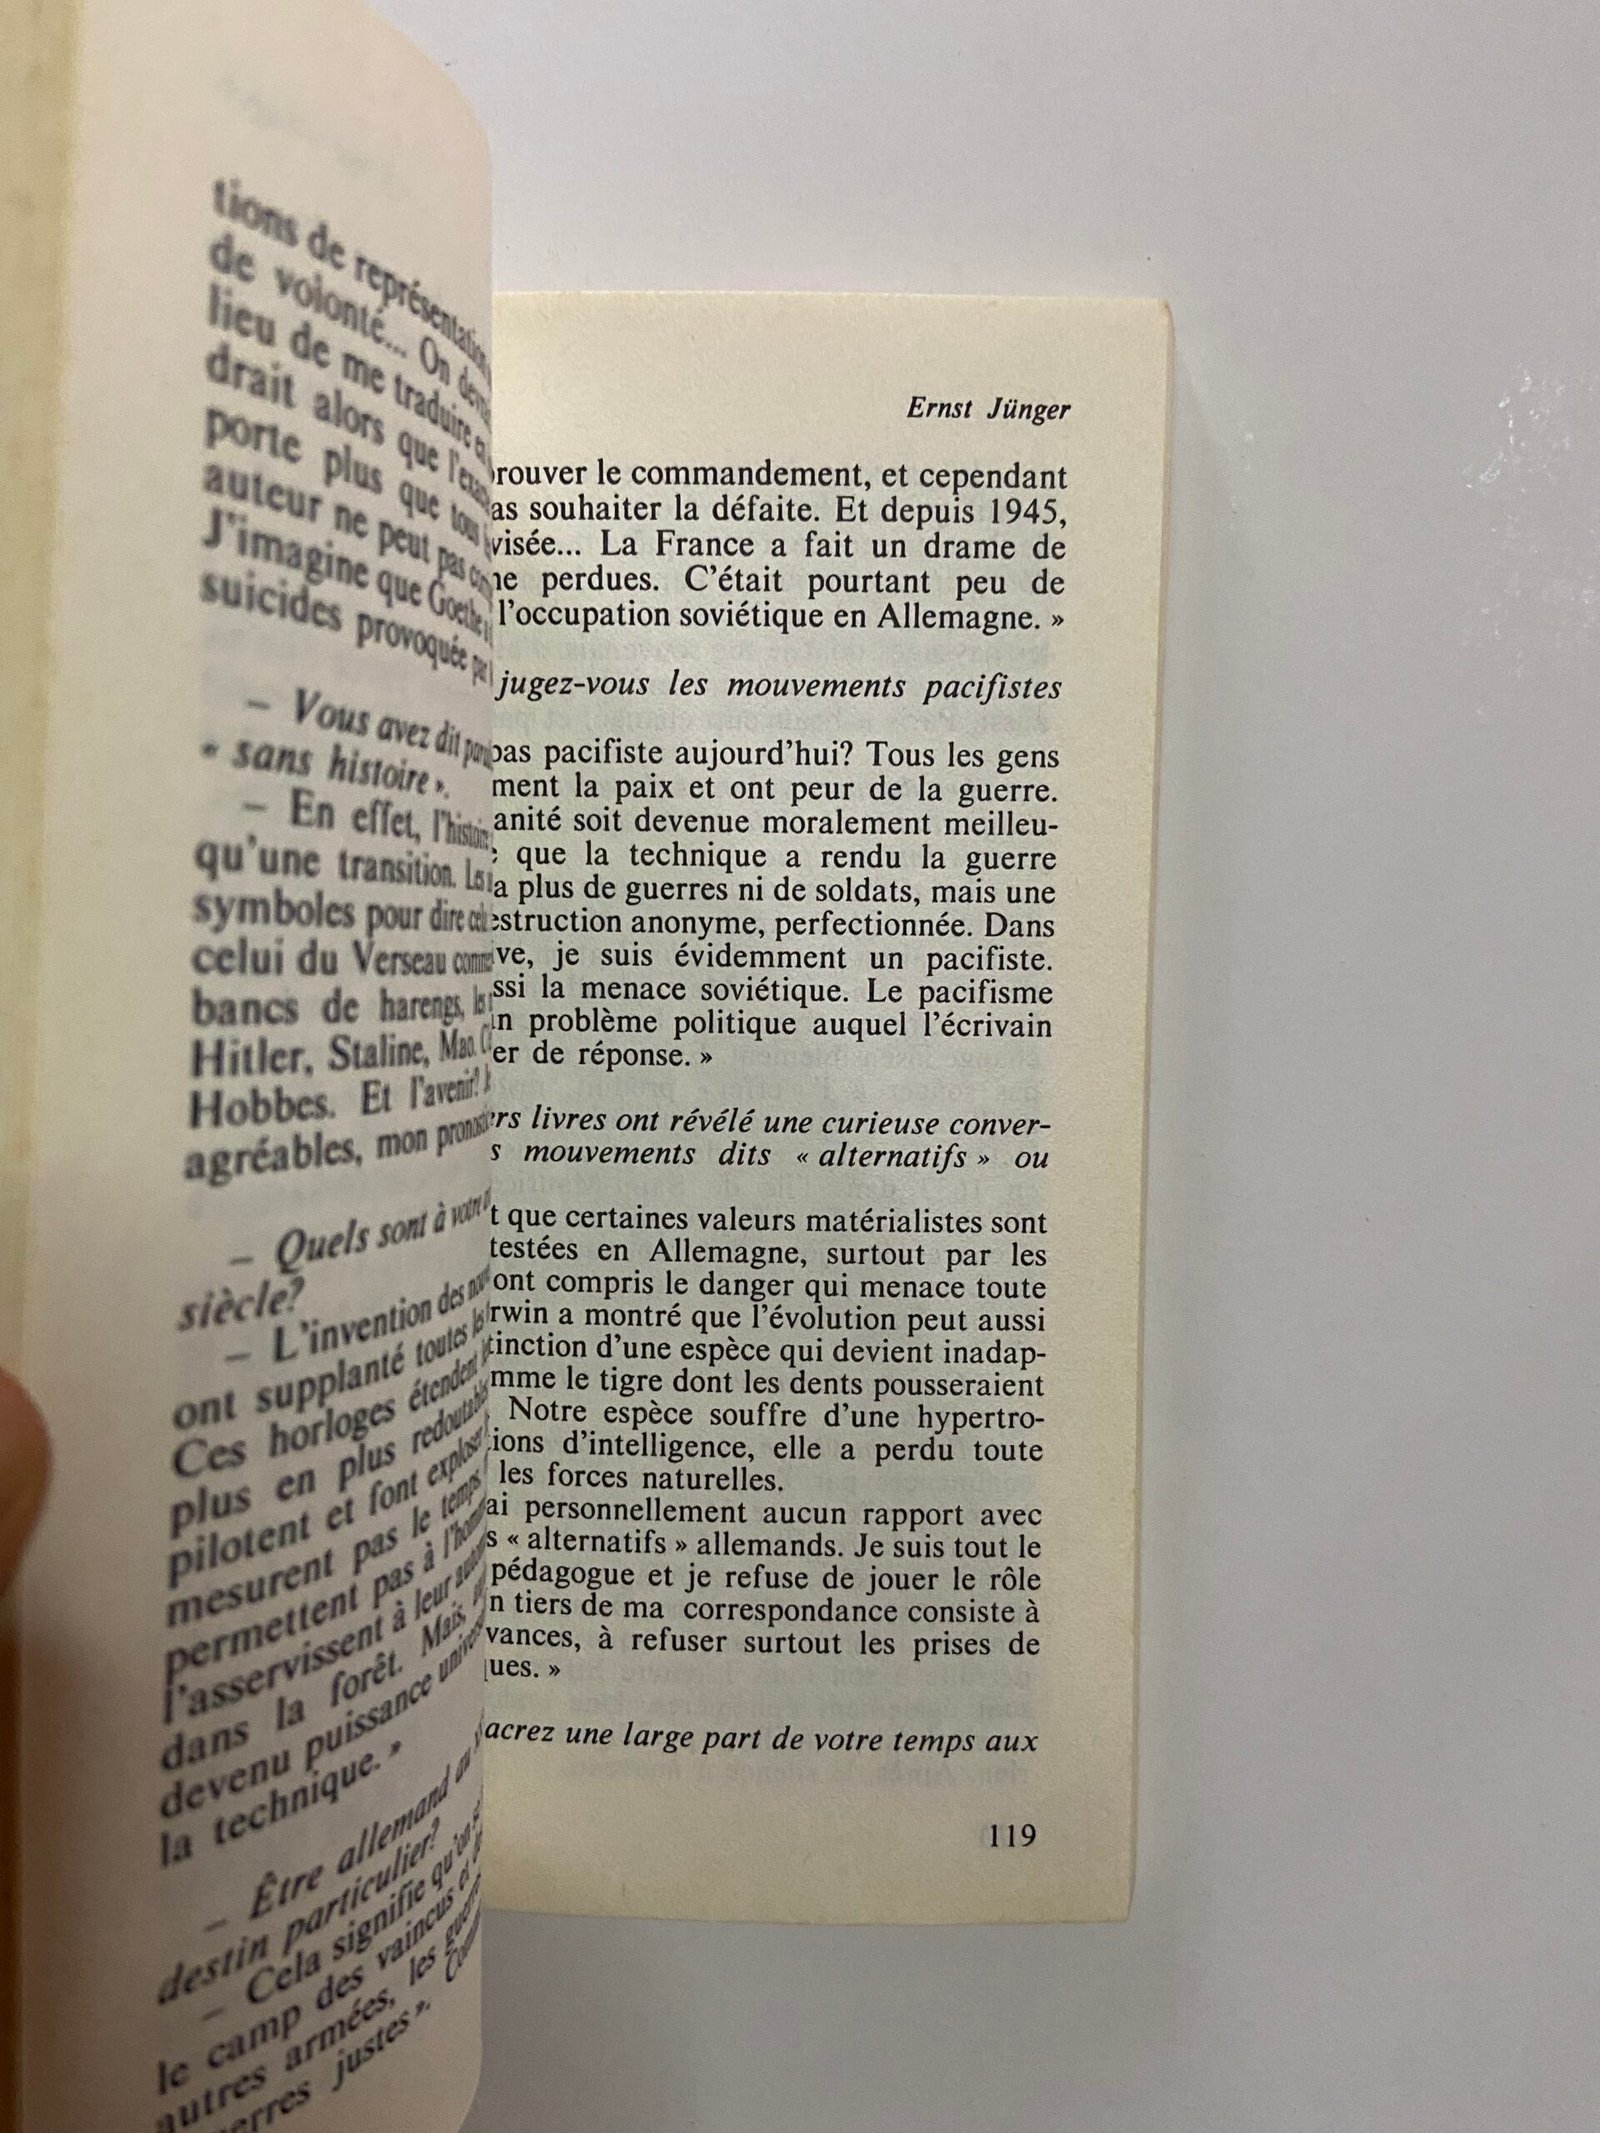 tions de représentation
de volonté... On
lieu de me traduire
drait alors que
porte plus que tous
auteur ne peut pas
J'imagine que Goethe
suicides provoquée
– Vous avez dit
« sans histoire ».
– En effet, l'histoire
qu'une transition. Les
symboles pour dire
celui du Verseau
bancs de harengs, les
Hitler, Staline, Mao.
Hobbes. Et l'avenir?
agréables, mon
– Quels sont à votre
siècle?
– L'invention des
ont supplanté toutes les
Ces horloges étendent
plus en plus
pilotent et font exploser
mesurent pas le temps
permettent pas à
l'asservissent à leur
dans la forêt. Mais,
devenu puissance
la technique. »
– Être allemand au
destin particulier?
– Cela signifie qu'on
le camp des vaincus et
autres armées, les
justes ».
Ernst Jünger
rouver le commandement, et cependant
as souhaiter la défaite. Et depuis 1945,
visée... La France a fait un drame de
ne perdues. C'était pourtant peu de
l'occupation soviétique en Allemagne. »
jugez-vous les mouvements pacifistes
pas pacifiste aujourd'hui? Tous les gens
ment la paix et ont peur de la guerre.
anité soit devenue moralement meilleu-
que la technique a rendu la guerre
a plus de guerres ni de soldats, mais une
estruction anonyme, perfectionnée. Dans
ve, je suis évidemment un pacifiste.
ssi la menace soviétique. Le pacifisme
un problème politique auquel l'écrivain
er de réponse. »
rs livres ont révélé une curieuse conver-
s mouvements dits « alternatifs » ou
t que certaines valeurs matérialistes sont
testées en Allemagne, surtout par les
ont compris le danger qui menace toute
rwin a montré que l'évolution peut aussi
tinction d'une espèce qui devient inadap-
mme le tigre dont les dents pousseraient
Notre espèce souffre d'une hypertro-
ions d'intelligence, elle a perdu toute
les forces naturelles.
ai personnellement aucun rapport avec
s « alternatifs » allemands. Je suis tout le
pédagogue et je refuse de jouer le rôle
n tiers de ma correspondance consiste à
vances, à refuser surtout les prises de
ques. »
acrez une large part de votre temps aux
119